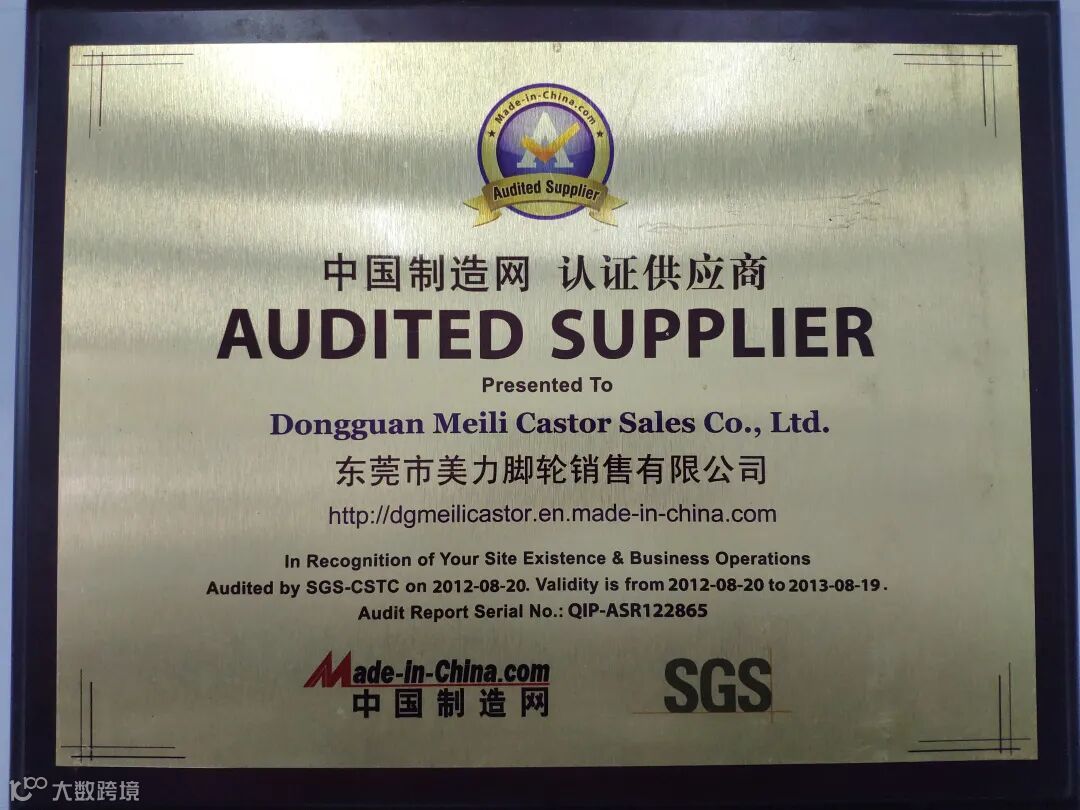 Made-in-China.com
Audited Supplier
中国制造网 认证供应商
AUDITED SUPPLIER
Presented To
Dongguan Meili Castor Sales Co., Ltd.
东莞市美力脚轮销售有限公司
http://dgmeilicastor.en.made-in-china.com
In Recognition of Your Site Existence & Business Operations
Audited by SGS-CSTC on 2012-08-20. Validity is from 2012-08-20 to 2013-08-19.
Audit Report Serial No.: QIP-ASR122865
Made-in-China.com
中国制造网
SGS
大数跨境